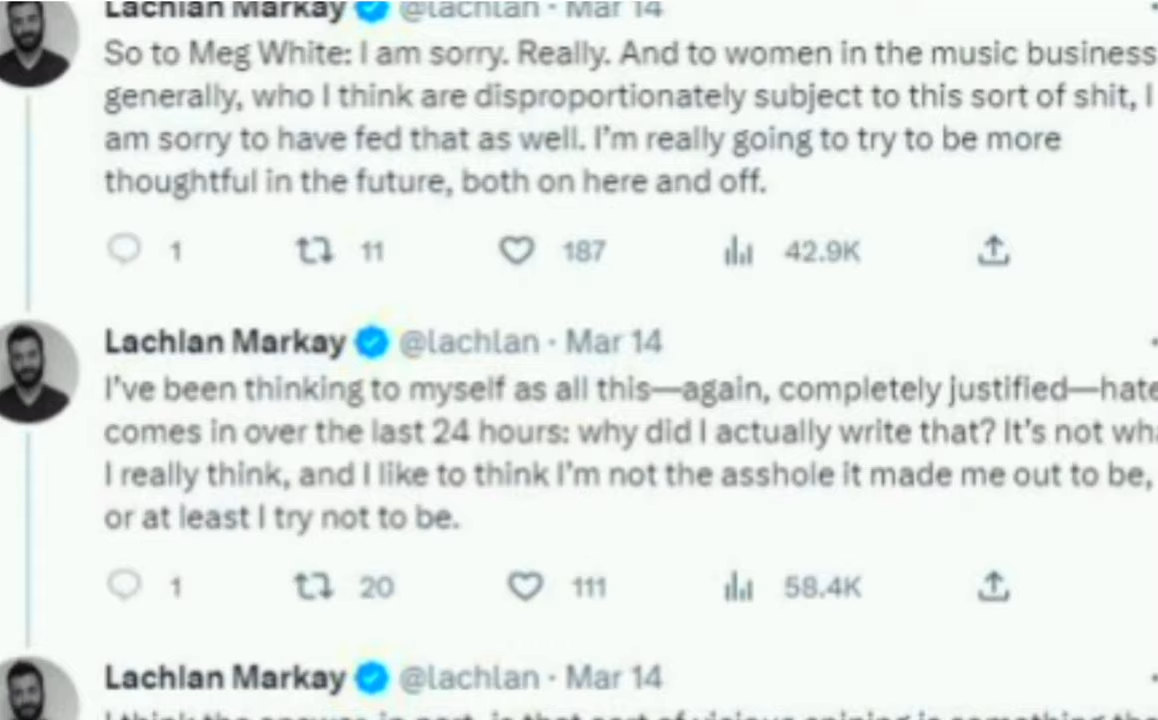 Lachlan Markay @lachlan · Mar 14
So to Meg White: I am sorry. Really. And to women in the music business
generally, who I think are disproportionately subject to this sort of shit, I
am sorry to have fed that as well. I'm really going to try to be more
thoughtful in the future, both on here and off.
1 11 187 42.9K
Lachlan Markay @lachlan · Mar 14
I've been thinking to myself as all this—again, completely justified—hate
comes in over the last 24 hours: why did I actually write that? It's not
I really think, and I like to think I'm not the asshole it made me out to be,
or at least I try not to be.
1 20 111 58.4K
Lachlan Markay @lachlan · Mar 14